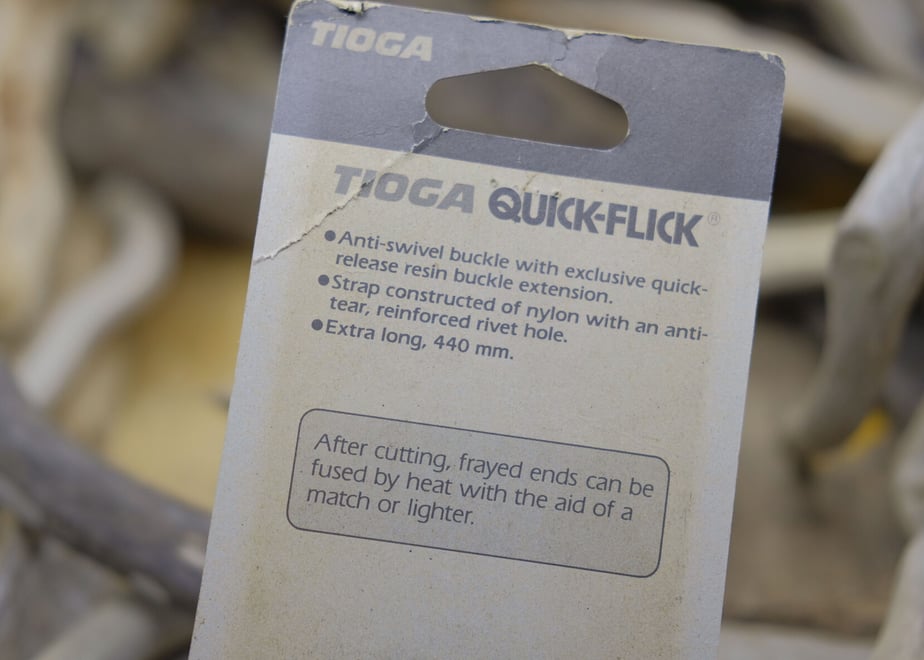 TIOGA
TIOGA QUICK-FLICK®
●Anti-swivel buckle with exclusive quick-
release resin buckle extension.
●Strap constructed of nylon with an anti-
tear, reinforced rivet hole.
●Extra long, 440 mm.
After cutting, frayed ends can be
fused by heat with the aid of a
match or lighter.